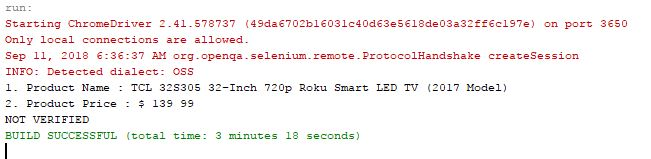 run:
Starting ChromeDriver 2.41.578737 (49da6702b16031c40d63e5618de03a32ff6c197e) on port 3650
Only local connections are allowed.
Sep 11, 2018 6:36:37 AM org.openqa.selenium.remote.ProtocolHandshake createSession
INFO: Detected dialect: OSS
1. Product Name : TCL 32S305 32-Inch 720p Roku Smart LED TV (2017 Model)
2. Product Price : $ 139 99
NOT VERIFIED
BUILD SUCCESSFUL (total time: 3 minutes 18 seconds)